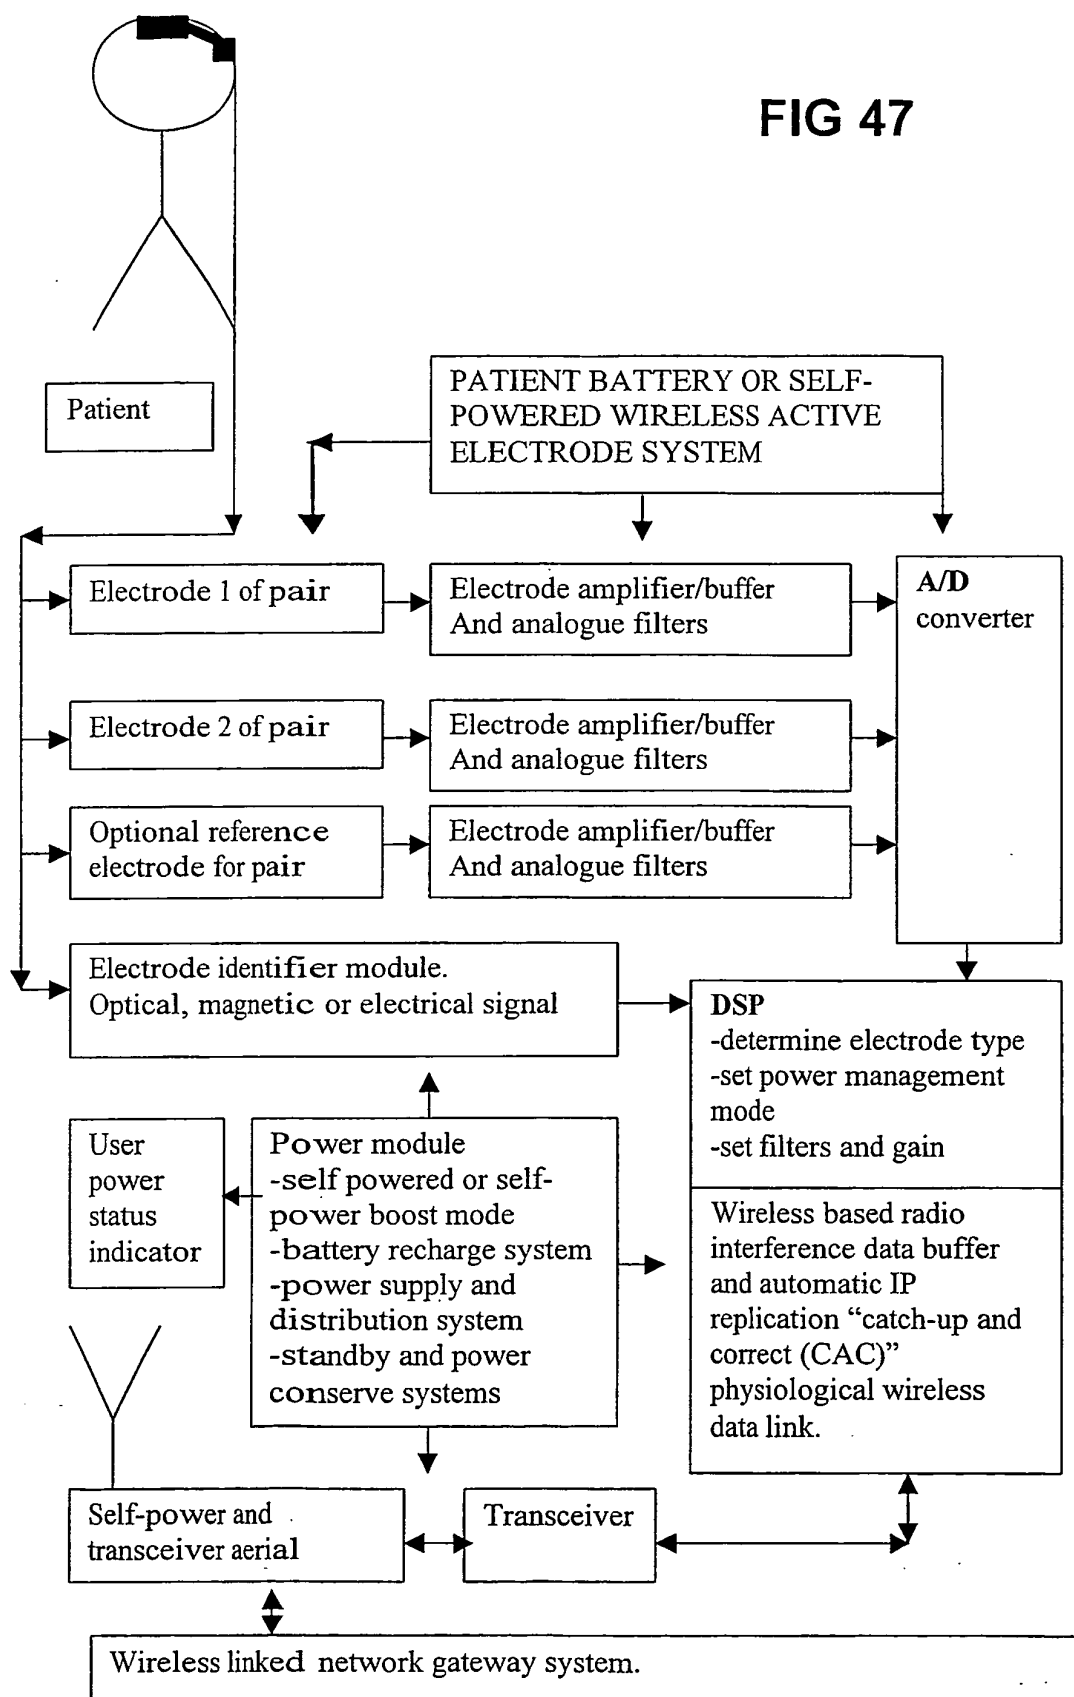 FIG 47
Patient
PATIENT BATTERY OR SELF-
POWERED WIRELESS ACTIVE
ELECTRODE SYSTEM
Electrode 1 of pair
Electrode amplifier/buffer
And analogue filters
A/D
converter
Electrode 2 of pair
Electrode amplifier/buffer
And analogue filters
Optional reference
electrode for pair
Electrode amplifier/buffer
And analogue filters
Electrode identifier module.
Optical, magnetic or electrical signal
DSP
-determine electrode type
-set power management
mode
-set filters and gain
User
power
status
indicator
Power module
-self powered or self-
power boost mode
-battery recharge system
-power supply and
distribution system
-standby and power
conserve systems
Wireless based radio
interference data buffer
and automatic IP
replication “catch-up and
correct (CAC)”
physiological wireless
data link.
Self-power and
transceiver aerial
Transceiver
Wireless linked network gateway system.